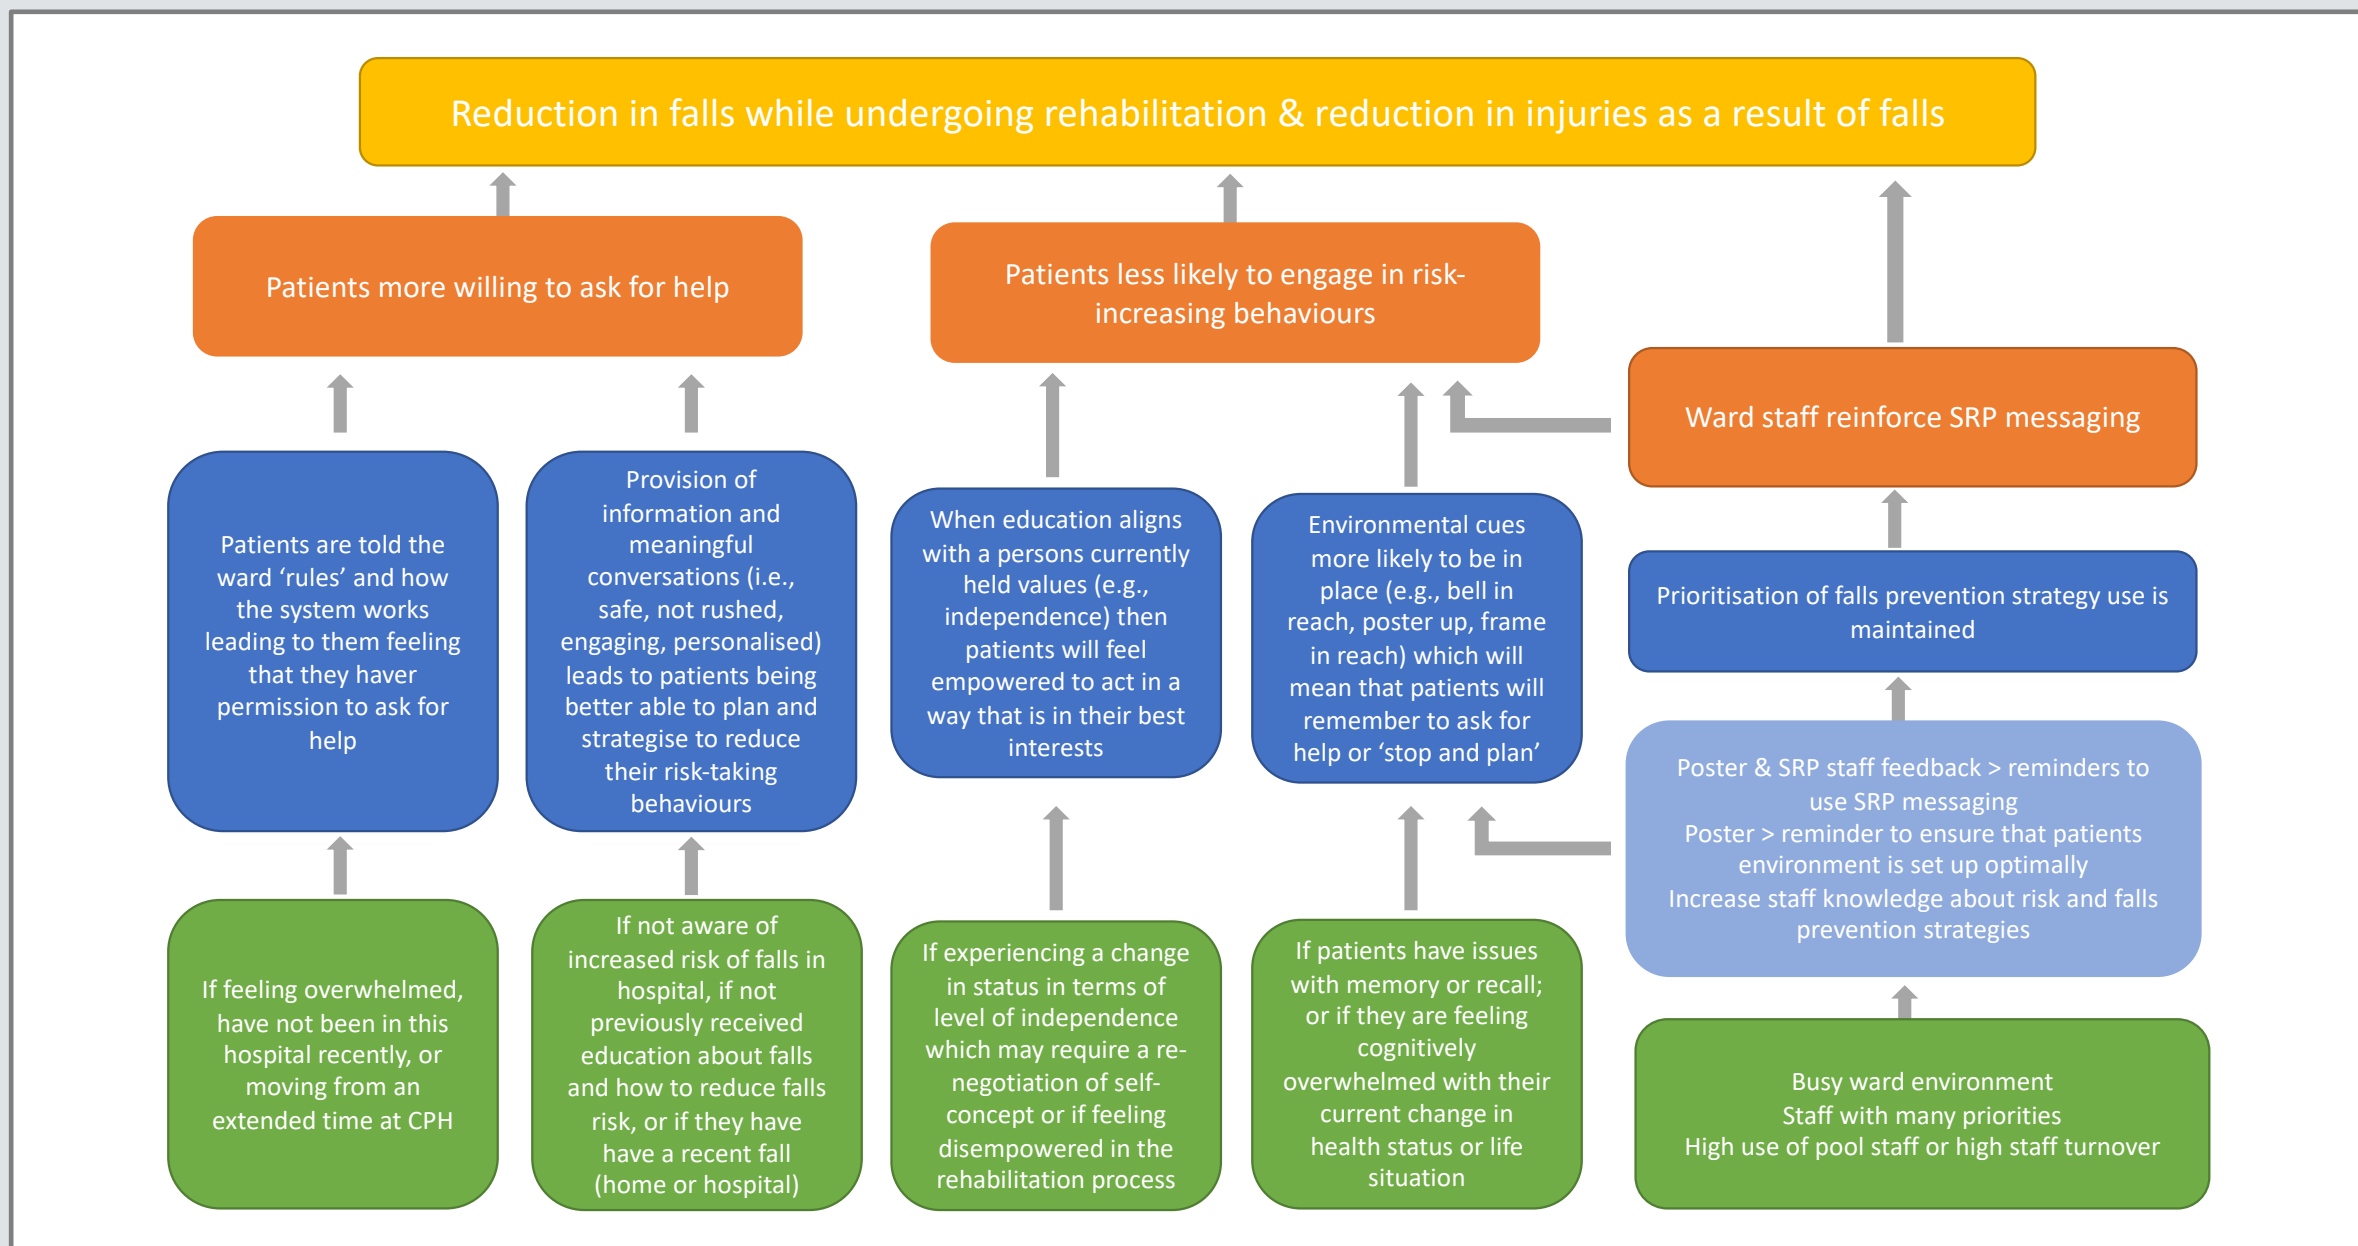 Reduction in falls while undergoing rehabilitation & reduction in injuries as a result of falls
Patients more willing to ask for help
Patients less likely to engage in risk-
increasing behaviours
Ward staff reinforce SRP messaging
Patients are told the
ward ‘rules’ and how
the system works
leading to them feeling
that they haver
permission to ask for
help
Provision of
information and
meaningful
conversations (i.e.,
safe, not rushed,
engaging, personalised)
leads to patients being
better able to plan and
strategise to reduce
their risk-taking
behaviours
When education aligns
with a persons currently
held values (e.g.,
independence) then
patients will feel
empowered to act in a
way that is in their best
interests
Environmental cues
more likely to be in
place (e.g., bell in
reach, poster up, frame
in reach) which will
mean that patients will
remember to ask for
help or ‘stop and plan’
Prioritisation of falls prevention strategy use is
maintained
Poster & SRP staff feedback > reminders to
use SRP messaging
Poster > reminder to ensure that patients
environment is set up optimally
Increase staff knowledge about risk and falls
prevention strategies
If feeling overwhelmed,
have not been in this
hospital recently, or
moving from an
extended time at CPH
If not aware of
increased risk of falls in
hospital, if not
previously received
education about falls
and how to reduce falls
risk, or if they have
have a recent fall
(home or hospital)
If experiencing a change
in status in terms of
level of independence
which may require a re-
negotiation of self-
concept or if feeling
disempowered in the
rehabilitation process
If patients have issues
with memory or recall;
or if they are feeling
cognitively
overwhelmed with their
current change in
health status or life
situation
Busy ward environment
Staff with many priorities
High use of pool staff or high staff turnover